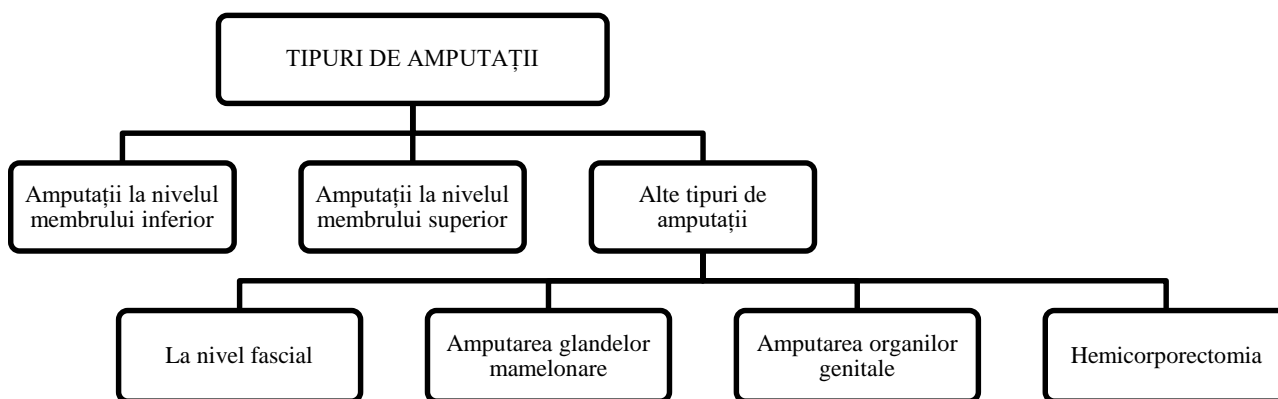 TIPURI DE AMPUTAȚII
Amputații la nivelul
membrului inferior
Amputații la nivelul
membrului superior
Alte tipuri de
amputații
La nivel fascial
Amputarea glandelor
mamelonare
Amputarea organilor
genitale
Hemicorporectomia